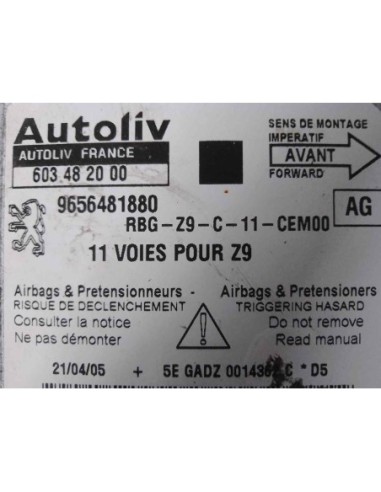 Autoliv
AUTOLIV FRANCE
603 48 20 00
SENS DE MONTAGE
IMPERATIF
AVANT
FORWARD
9656481880
AG
RBG-Z9-C-11-CEM00
11 VOIES POUR Z9
Airbags & Pretensionneurs - Airbags & Pretensioners
RISQUE DE DECLENCHEMENT
TRIGGERING HASARD
Consulter la notice
Do not remove
Ne pas démonter
Read manual
21/04/05 + 5E GADZ C * D5